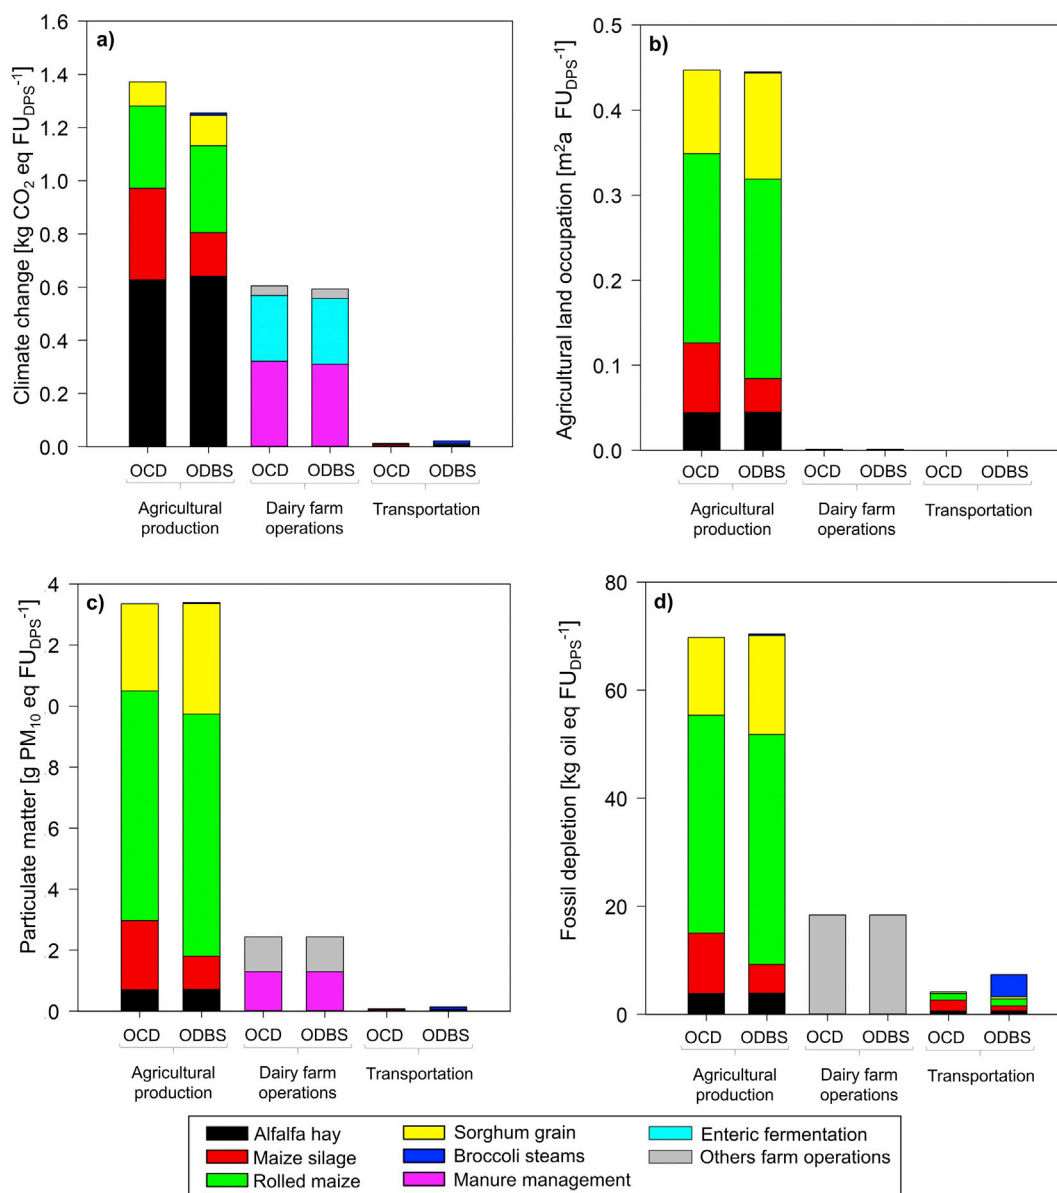 a)
Climate change [kg CO₂ eq FU_DPS⁻¹]
1.6
1.4
1.2
1.0
0.8
0.6
0.4
0.2
0.0
OCD ODBS OCD ODBS OCD ODBS
Agricultural production
Dairy farm operations
Transportation
b)
Agricultural land occupation [m²a FU_DPS⁻¹]
0.5
0.4
0.3
0.2
0.1
0.0
OCD ODBS OCD ODBS OCD ODBS
Agricultural production
Dairy farm operations
Transportation
c)
Particulate matter [g PM₁₀ eq FU_DPS⁻¹]
4
2
0
8
6
4
2
0
OCD ODBS OCD ODBS OCD ODBS
Agricultural production
Dairy farm operations
Transportation
d)
Fossil depletion [kg oil eq FU_DPS⁻¹]
80
60
40
20
0
OCD ODBS OCD ODBS OCD ODBS
Agricultural production
Dairy farm operations
Transportation
Alfalfa hay
Maize silage
Rolled maize
Sorghum grain
Broccoli steams
Manure management
Enteric fermentation
Others farm operations